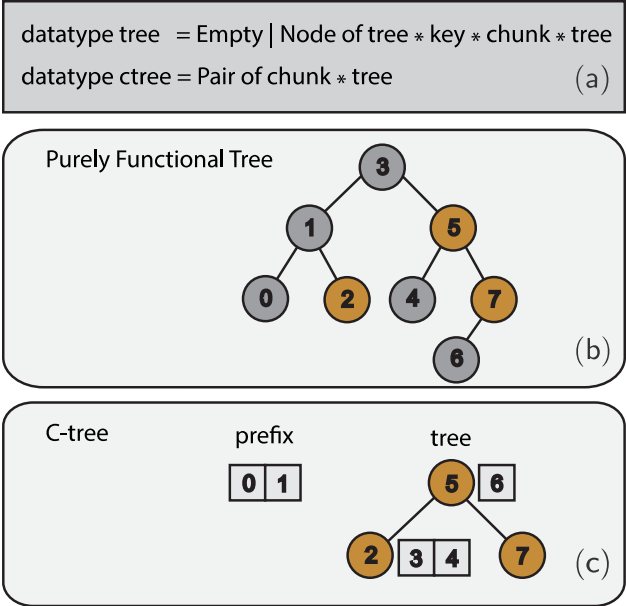 datatype tree = Empty | Node of tree * key * chunk * tree
datatype ctree = Pair of chunk * tree
(a)
Purely Functional Tree
3
1 5
0 2 4 7
6
(b)
C-tree prefix tree
0 1 5 6
2 3 4 7
(c)